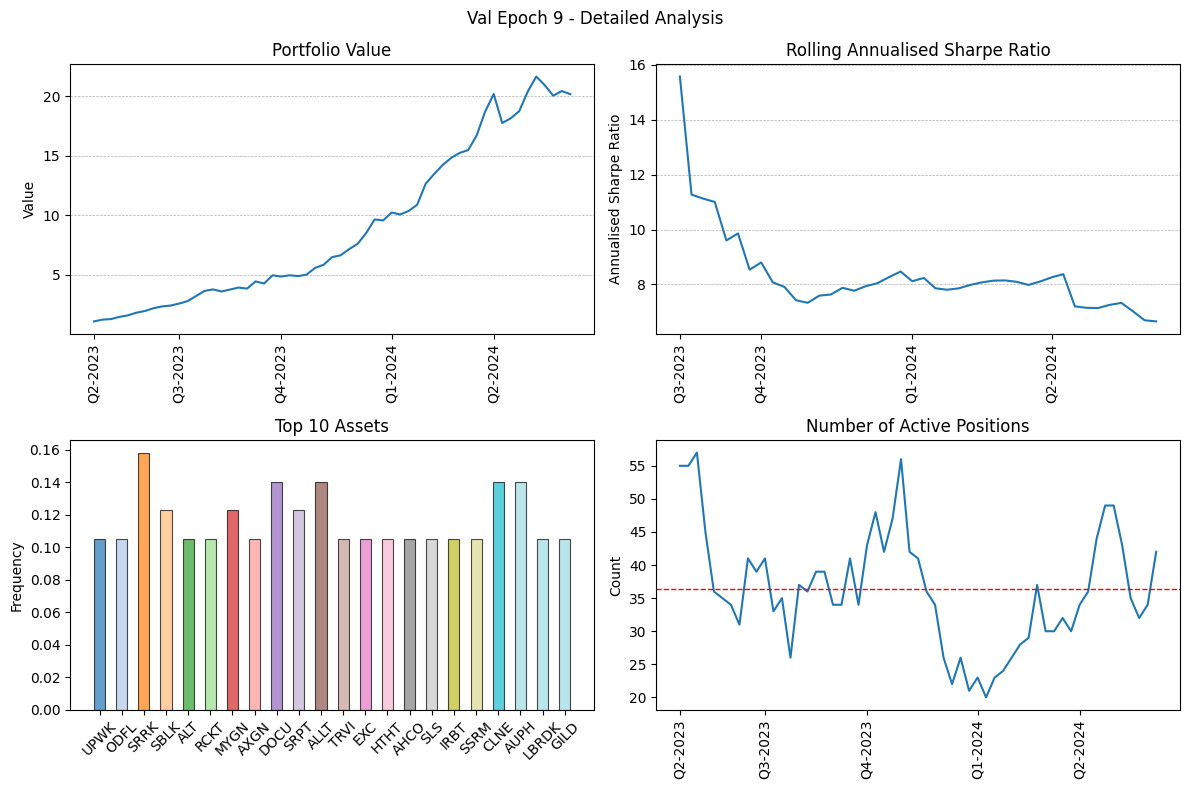 Val Epoch 9 - Detailed Analysis
Portfolio Value
Value
20
15
10
5
Q2-2023
Q3-2023
Q4-2023
Q1-2024
Q2-2024
Rolling Annualised Sharpe Ratio
Annualised Sharpe Ratio
16
14
12
10
8
Q3-2023
Q4-2023
Q1-2024
Q2-2024
Top 10 Assets
Frequency
0.16
0.14
0.12
0.10
0.08
0.06
0.04
0.02
0.00
UPWK
ODFL
SRRK
SBLK
ALT
RCKT
MYGN
AXGN
DOCU
SRPT
ALLT
TRVI
EXC
HTHT
AHCO
SLS
IRBT
SSRM
CLNE
AUPH
LBRDK
GILD
Number of Active Positions
Count
55
50
45
40
35
30
25
20
Q2-2023
Q3-2023
Q4-2023
Q1-2024
Q2-2024